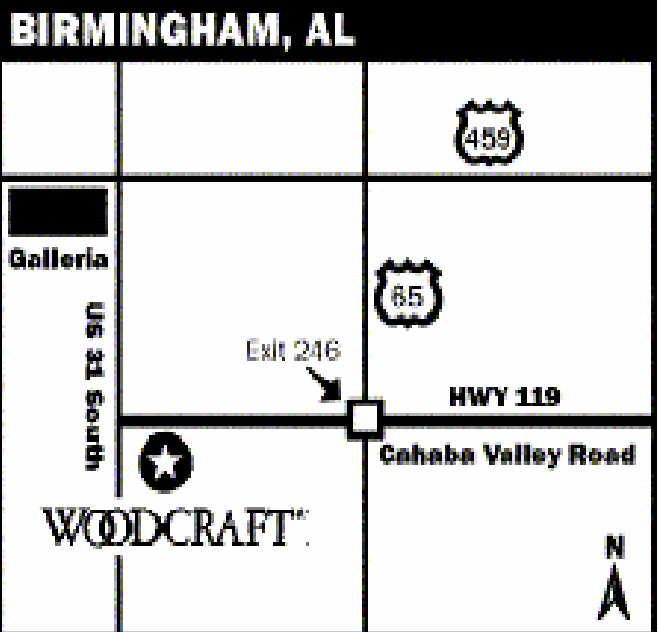 BIRMINGHAM, AL
459
Galleria
65
US 31 South
Exit 246
HWY 119
Cahaba Valley Road
WOODCRAFT
N